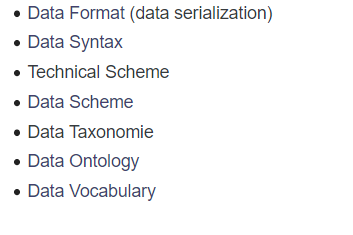 Data Format (data serialization)
Data Syntax
Technical Scheme
Data Scheme
Data Taxonomie
Data Ontology
Data Vocabulary